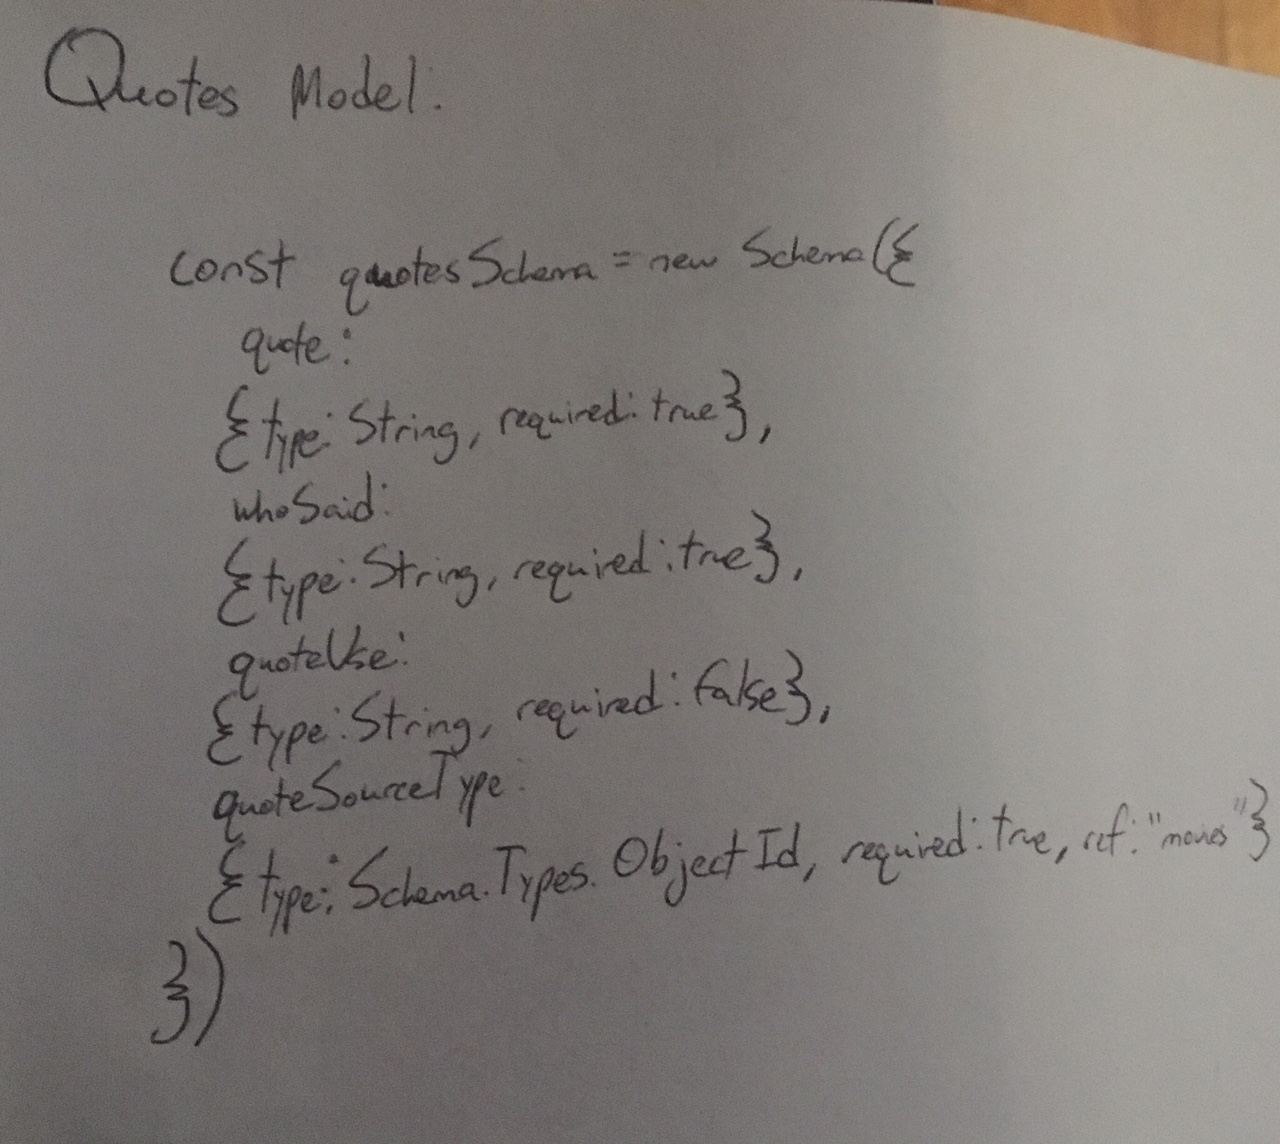 Quotes Model:
const quotesSchema = new Schema({
quote:
{type: String, required: true},
whoSaid:
{type: String, required: true},
quoteUse:
{type: String, required: false},
quoteSourceType:
{type: Schema.Types.ObjectId, required: true, ref: "movies"}
})